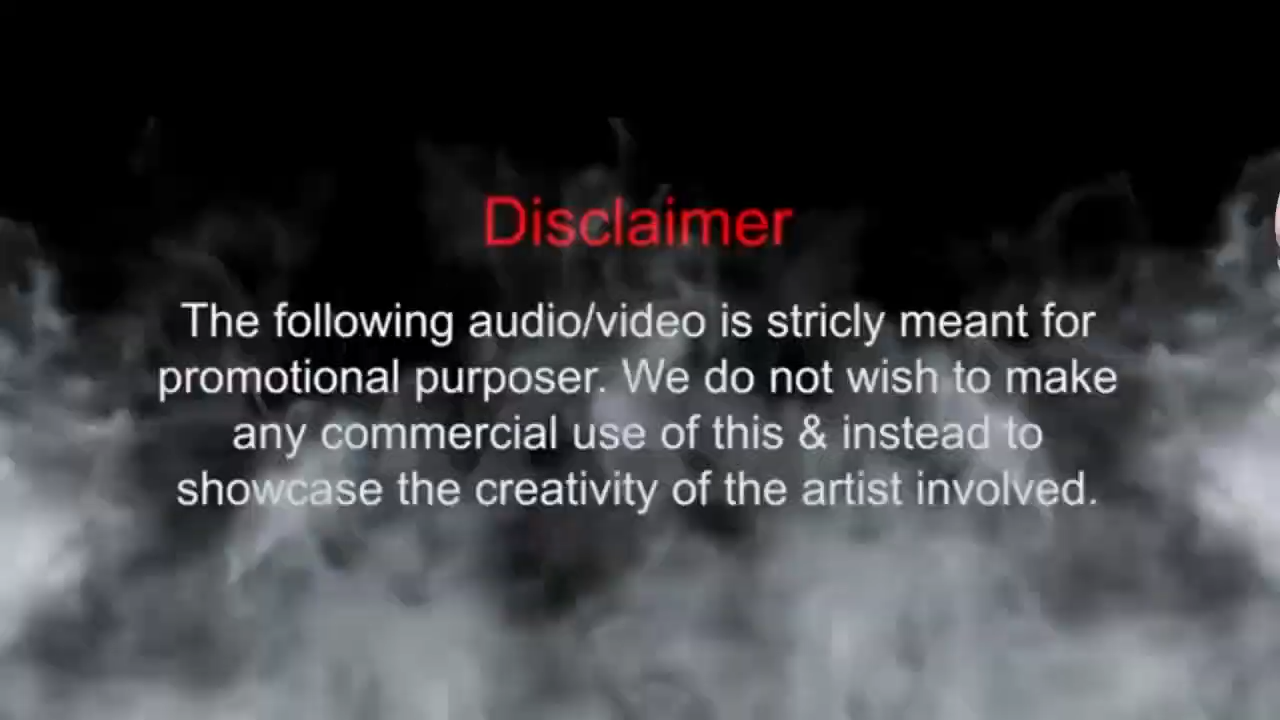 Disclaimer
The following audio/video is stricly meant for
promotional purposer. We do not wish to make
any commercial use of this & instead to
showcase the creativity of the artist involved.